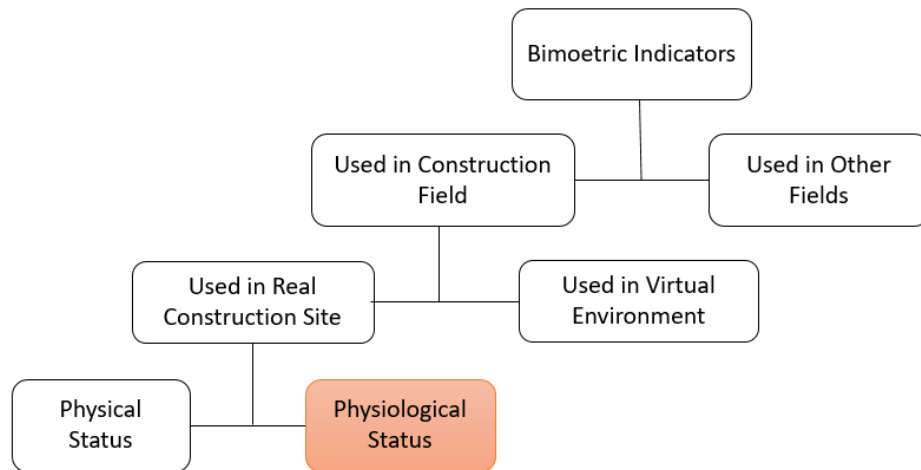 Bimoetric Indicators
Used in Construction
Field
Used in Other
Fields
Used in Real
Construction Site
Used in Virtual
Environment
Physical
Status
Physiological
Status